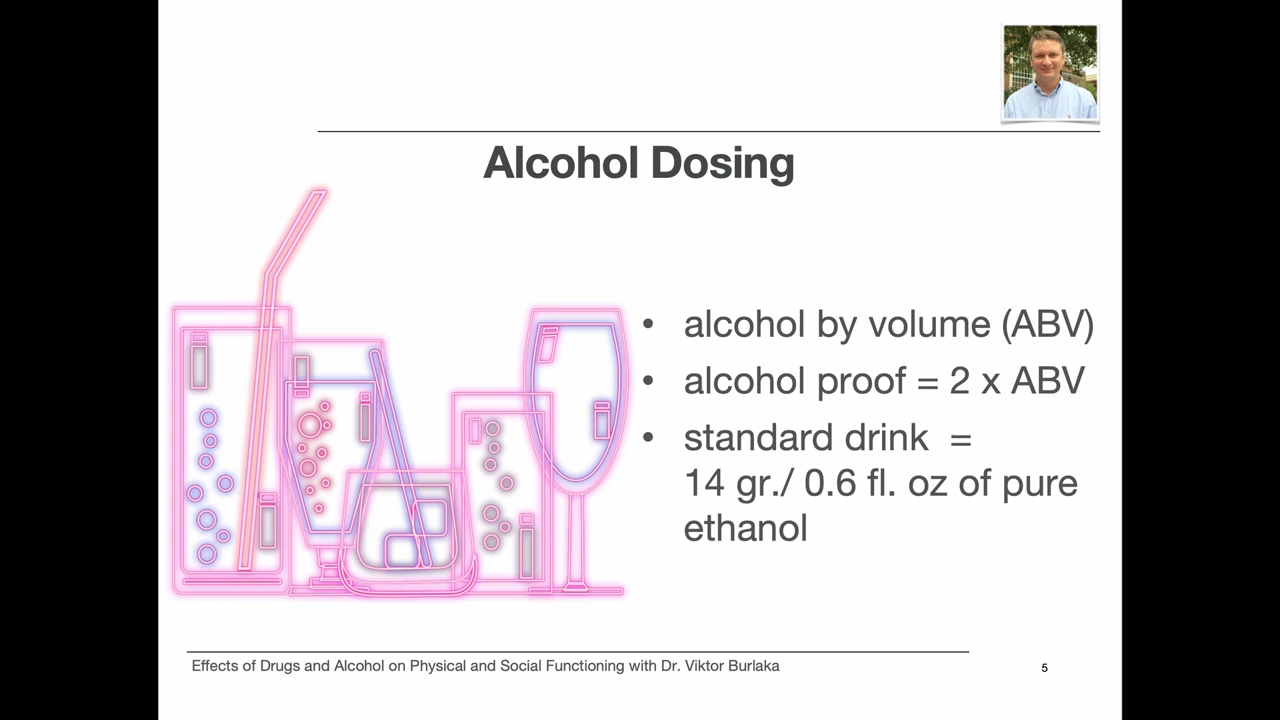 Alcohol Dosing
• alcohol by volume (ABV)
• alcohol proof = 2 x ABV
• standard drink  =
14 gr./ 0.6 fl. oz of pure
ethanol
Effects of Drugs and Alcohol on Physical and Social Functioning with Dr. Viktor Burlaka
5